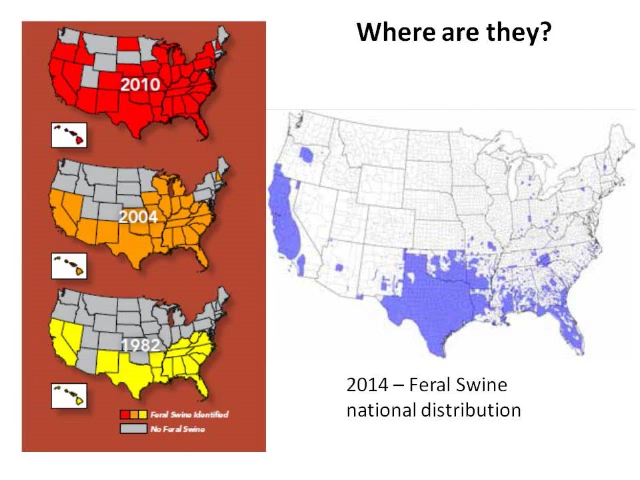 Where are they?
2010
2004
1982
Feral Swine Identified
No Feral Swine
2014 – Feral Swine
national distribution